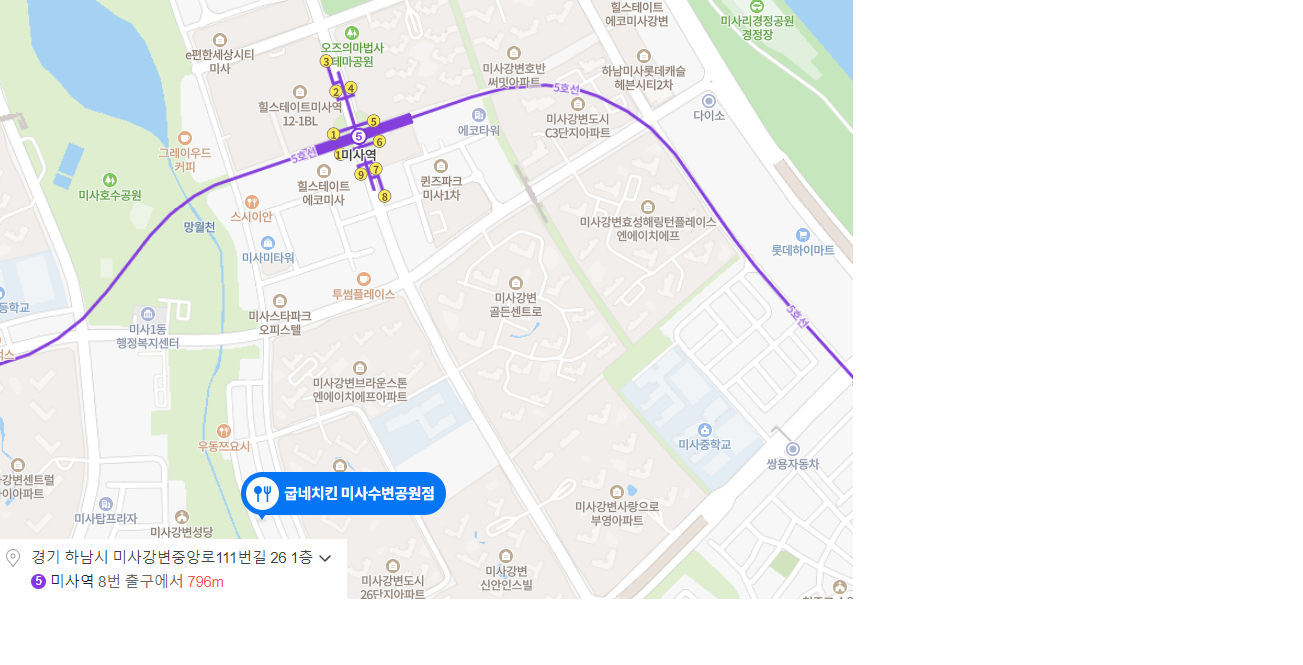 힐스테이트
에코미사강변
미사리경정공원
경정장
오즈의마법사
테마공원
e편한세상시티
미사
3
2
4
미사강변호반
써밋아파트
하남미사롯데캐슬
헤븐시티2차
5호선
힐스테이트미사역
12-1BL
에코타워
미사강변도시
C3단지아파트
다이소
5
1
5
6
미사역
5호선
그레이우드
커피
9
7
8
힐스테이트
에코미사
퀸즈파크
미사1차
미사호수공원
스시이안
망월천
미사강변효성해링턴플레이스
엔에이치에프
미사미타워
롯데하이마트
투썸플레이스
미사강변
골든센트로
등학교
미사1동
행정복지센터
미사스타파크
오피스텔
5호선
미사강변브라운스톤
엔에이치에프아파트
우동쯔요시
미사중학교
쌍용자동차
강변센트럴
이아파트
굽네치킨 미사수변공원점
미사탑프라자
미사강변성당
미사강변사랑으로
부영아파트
미사강변도시
26단지아파트
미사강변
신안인스빌
경기 하남시 미사강변중앙로111번길 26 1층
5 미사역 8번 출구에서 796m